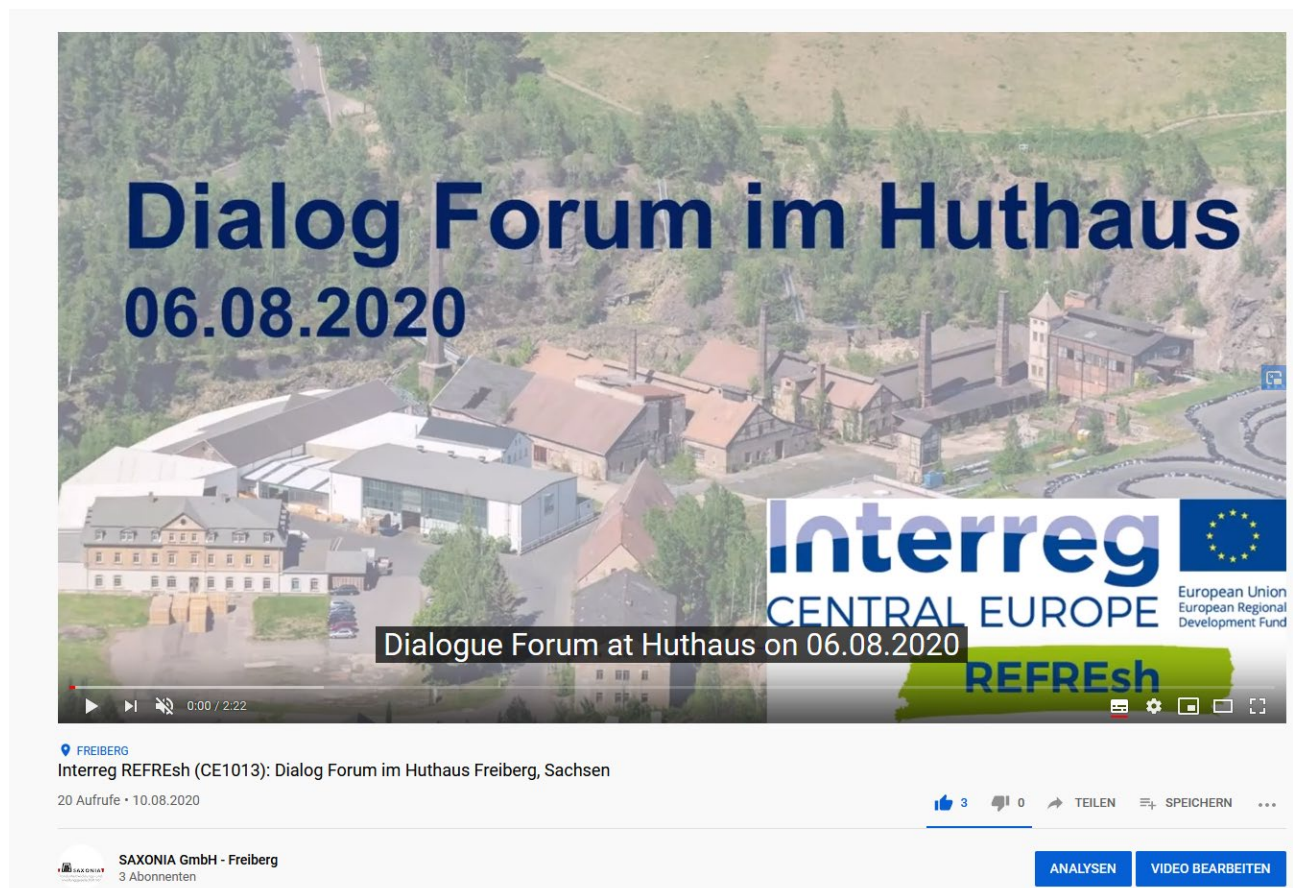 Dialog Forum im Huthaus
06.08.2020
Interreg
CENTRAL EUROPE
European Union
European Regional
Development Fund
REFREsh
Dialogue Forum at Huthaus on 06.08.2020
0:00 / 2:22
FREIBERG
Interreg REFREsh (CE1013): Dialog Forum im Huthaus Freiberg, Sachsen
20 Aufrufe • 10.08.2020
3
0
TEILEN
SPEICHERN
SAXONIA
SAXONIA GmbH - Freiberg
3 Abonnenten
ANALYSEN
VIDEO BEARBEITEN